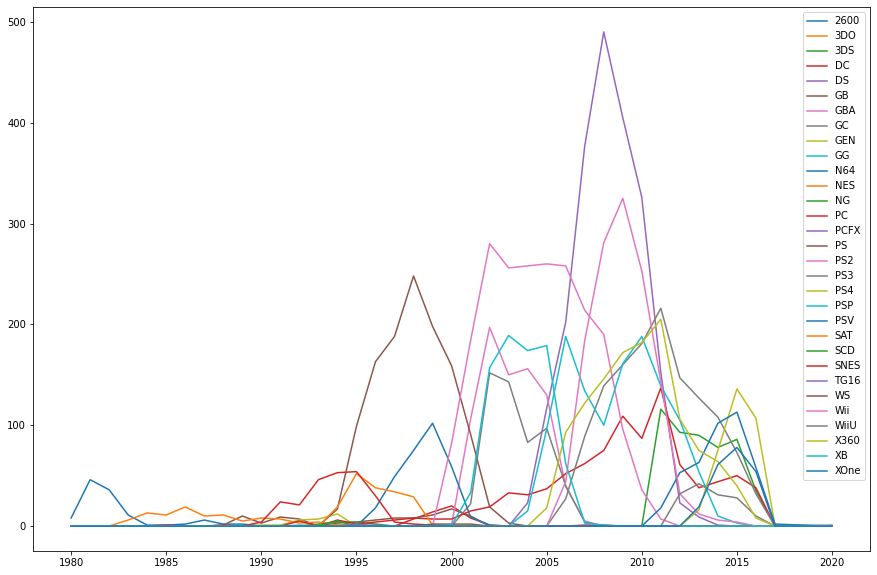 500
400
300
200
100
0
1980 1985 1990 1995 2000 2005 2010 2015 2020
2600
3DO
3DS
DC
DS
GB
GBA
GC
GEN
GG
N64
NES
NG
PC
PCFX
PS
PS2
PS3
PS4
PSP
PSV
SAT
SCD
SNES
TG16
WS
Wii
WiiU
X360
XB
XOne